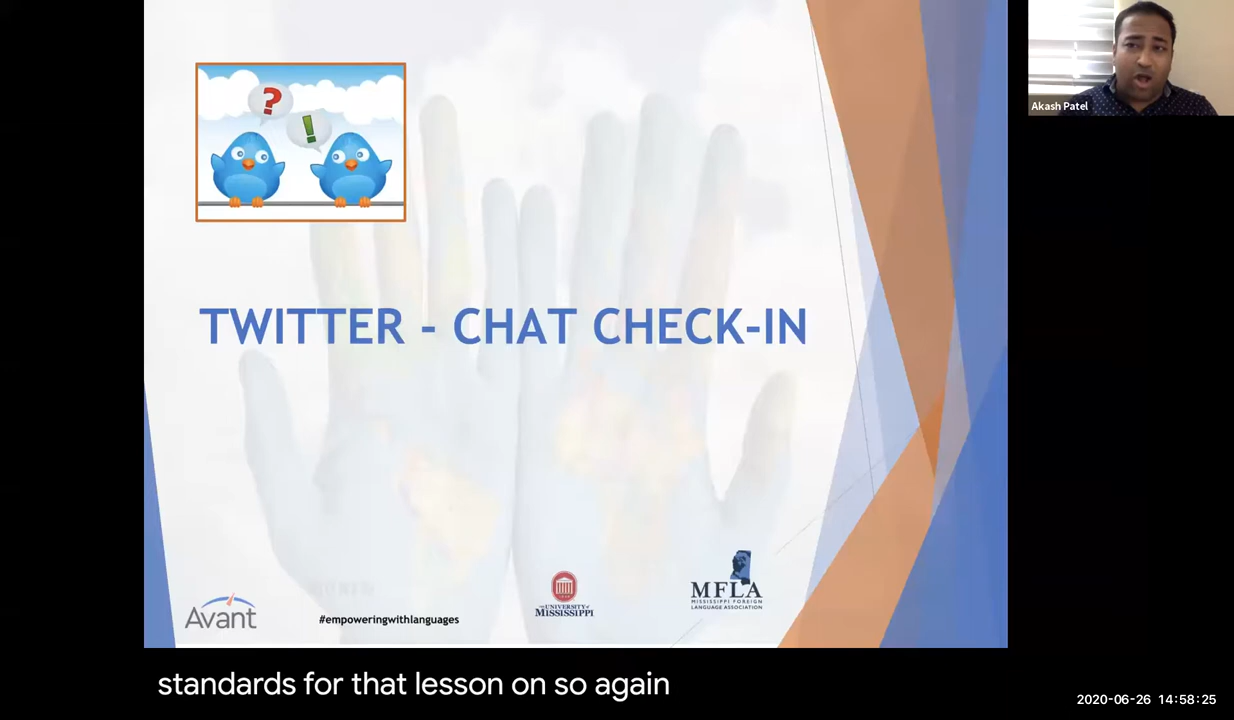 Akash Patel
?
!
TWITTER - CHAT CHECK-IN
Avant
#empoweringwithlanguages
THE UNIVERSITY of
MISSISSIPPI
MFLA
MISSISSIPPI FOREIGN
LANGUAGE ASSOCIATION
standards for that lesson on so again
2020-06-26 14:58:25